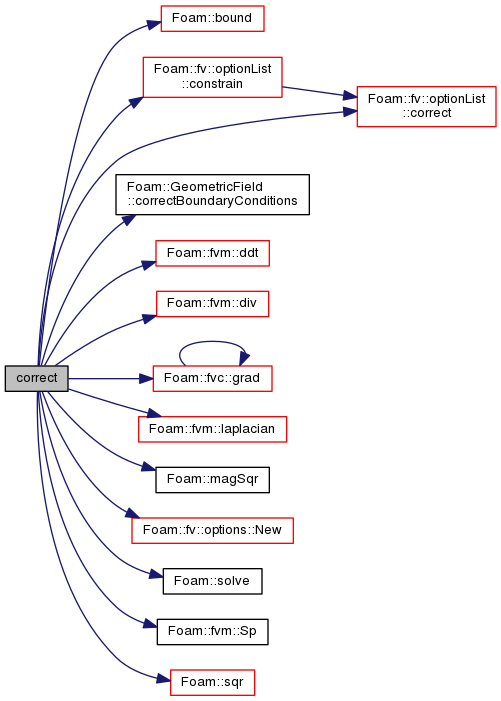 Foam::bound
Foam::fv::optionList
::constrain
Foam::fv::optionList
::correct
Foam::GeometricField
::correctBoundaryConditions
Foam::fvm::ddt
Foam::fvm::div
correct
Foam::fvc::grad
Foam::fvm::laplacian
Foam::magSqr
Foam::fv::options::New
Foam::solve
Foam::fvm::Sp
Foam::sqr